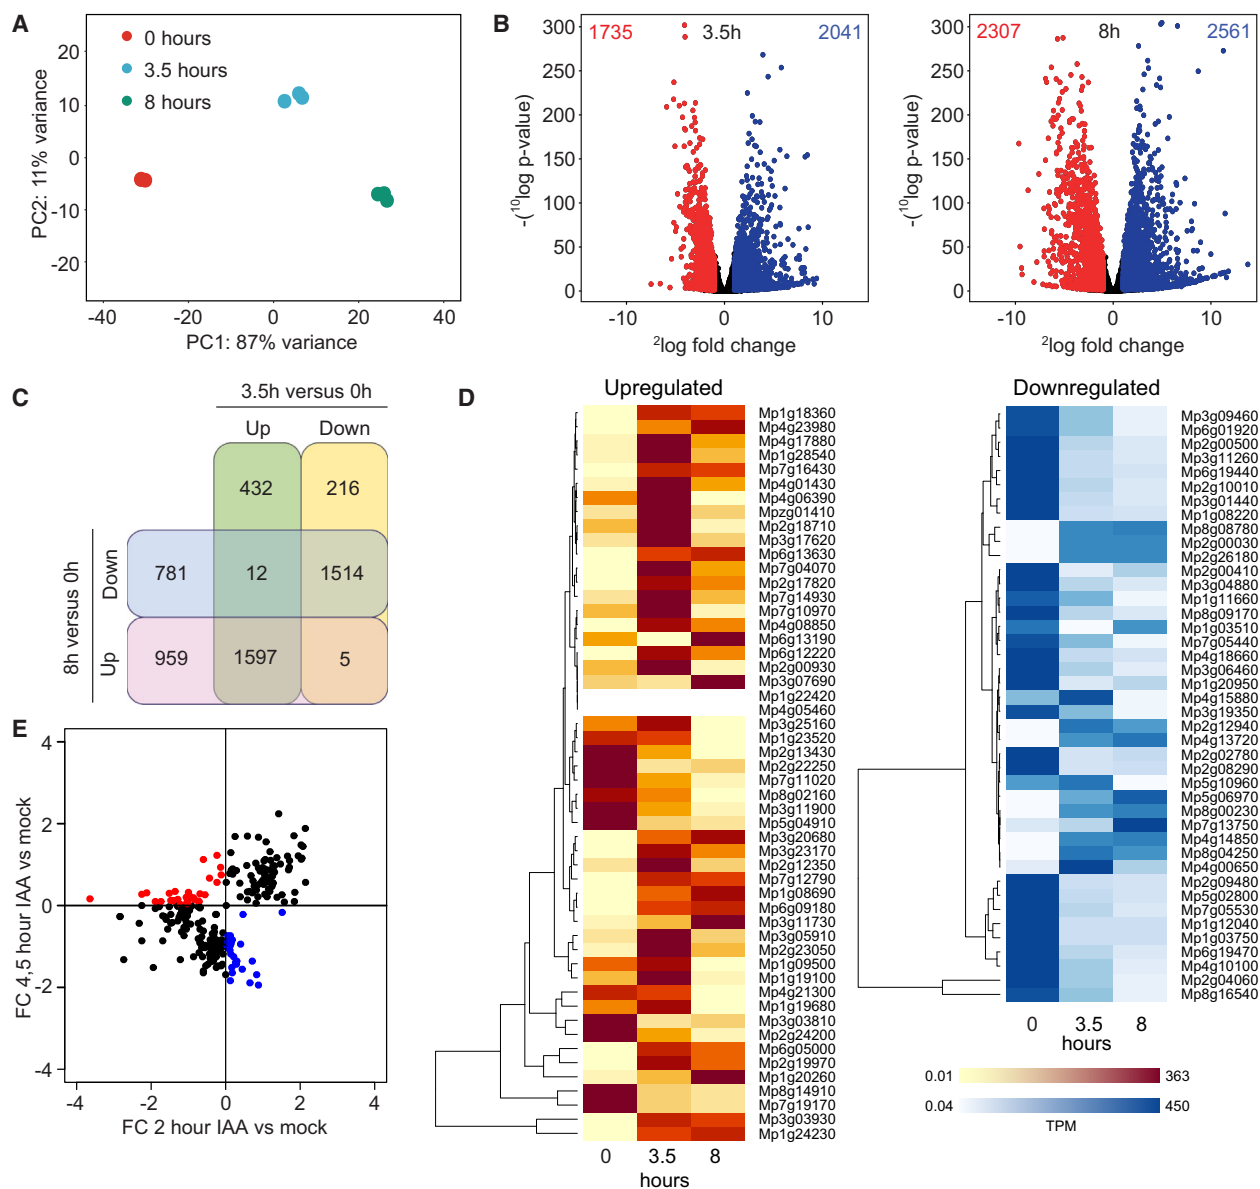 A
0 hours
3.5 hours
8 hours
PC2: 11% variance
20
10
0
-10
-20
-40
-20
0
20
40
PC1: 87% variance
B
-(10log p-value)
300
250
200
150
100
50
0
1735
3.5h
2041
-10
0
10
2log fold change
-(10log p-value)
300
250
200
150
100
50
0
2307
8h
2561
-10
0
10
2log fold change
C
3.5h versus 0h
Up
Down
8h versus 0h
Down
Up
432
216
781
12
1514
959
1597
5
D
Upregulated
Mp1g18360
Mp4g23980
Mp4g17880
Mp1g28540
Mp7g16430
Mp4g01430
Mp4g06390
Mpzg01410
Mp2g18710
Mp3g17620
Mp6g13630
Mp7g04070
Mp2g17820
Mp7g14930
Mp7g10970
Mp4g08850
Mp6g13190
Mp6g12220
Mp2g00930
Mp3g07690
Mp1g22420
Mp4g05460
Mp3g25160
Mp1g23520
Mp2g13430
Mp2g22250
Mp7g11020
Mp8g02160
Mp3g11900
Mp5g04910
Mp3g20680
Mp3g23170
Mp2g12350
Mp7g12790
Mp1g08690
Mp6g09180
Mp3g11730
Mp3g05910
Mp2g23050
Mp1g09500
Mp1g19100
Mp4g21300
Mp1g19680
Mp3g03810
Mp2g24200
Mp6g05000
Mp2g19970
Mp1g20260
Mp8g14910
Mp7g19170
Mp3g03930
Mp1g24230
0
3.5
8
hours
Downregulated
Mp3g09460
Mp6g01920
Mp2g00500
Mp3g11260
Mp6g19440
Mp2g10010
Mp3g01440
Mp1g08220
Mp8g08780
Mp2g00030
Mp2g26180
Mp2g00410
Mp3g04880
Mp1g11660
Mp8g09170
Mp1g03510
Mp7g05440
Mp4g18660
Mp3g06460
Mp1g20950
Mp4g15880
Mp3g19350
Mp2g12940
Mp4g13720
Mp2g02780
Mp2g08290
Mp5g10960
Mp5g06970
Mp8g00230
Mp7g13750
Mp4g14850
Mp8g04250
Mp4g00650
Mp2g09480
Mp5g02800
Mp7g05530
Mp1g12040
Mp1g03750
Mp6g19470
Mp4g10100
Mp2g04060
Mp8g16540
0
3.5
8
hours
0.01
363
0.04
450
TPM
E
FC 4,5 hour IAA vs mock
4
2
0
-2
-4
-4
-2
0
2
4
FC 2 hour IAA vs mock